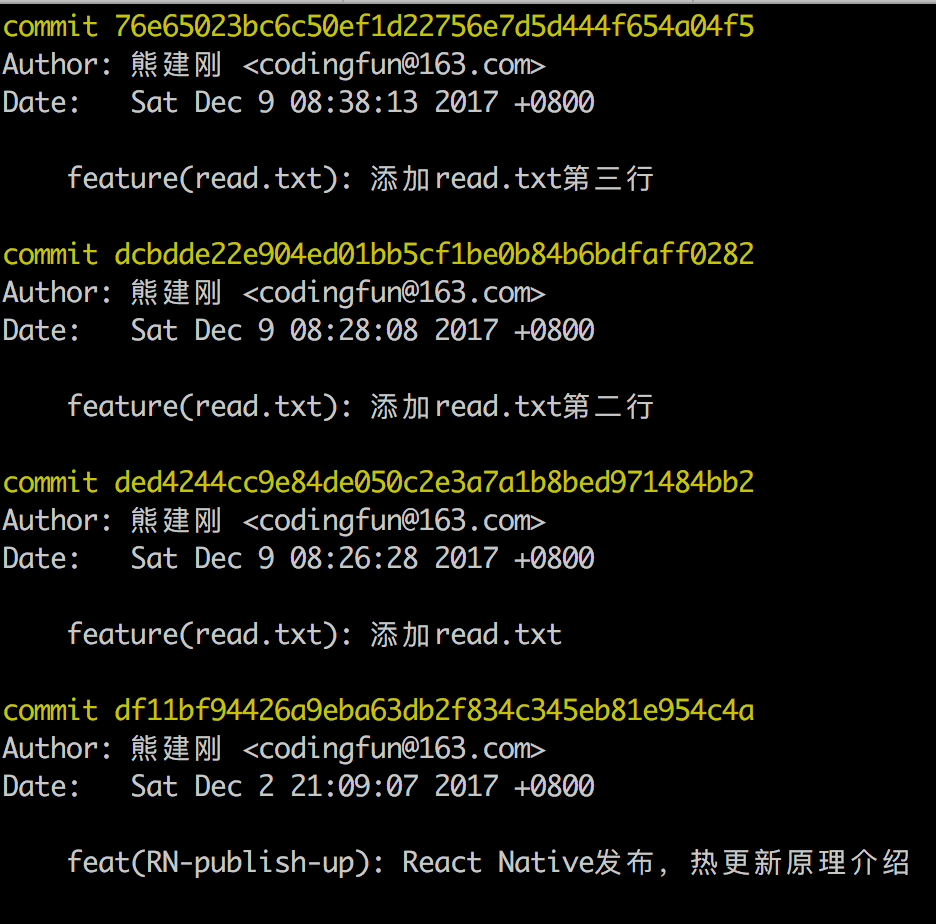 commit 76e65023bc6c50ef1d22756e7d5d444f654a04f5
Author: 熊建刚 <codingfun@163.com>
Date:   Sat Dec 9 08:38:13 2017 +0800
feature(read.txt): 添加read.txt第三行
commit dcbdde22e904ed01bb5cf1be0b84b6bdfaff0282
Author: 熊建刚 <codingfun@163.com>
Date:   Sat Dec 9 08:28:08 2017 +0800
feature(read.txt): 添加read.txt第二行
commit ded4244cc9e84de050c2e3a7a1b8bed971484bb2
Author: 熊建刚 <codingfun@163.com>
Date:   Sat Dec 9 08:26:28 2017 +0800
feature(read.txt): 添加read.txt
commit df11bf94426a9eba63db2f834c345eb81e954c4a
Author: 熊建刚 <codingfun@163.com>
Date:   Sat Dec 2 21:09:07 2017 +0800
feat(RN-publish-up): React Native发布，热更新原理介绍